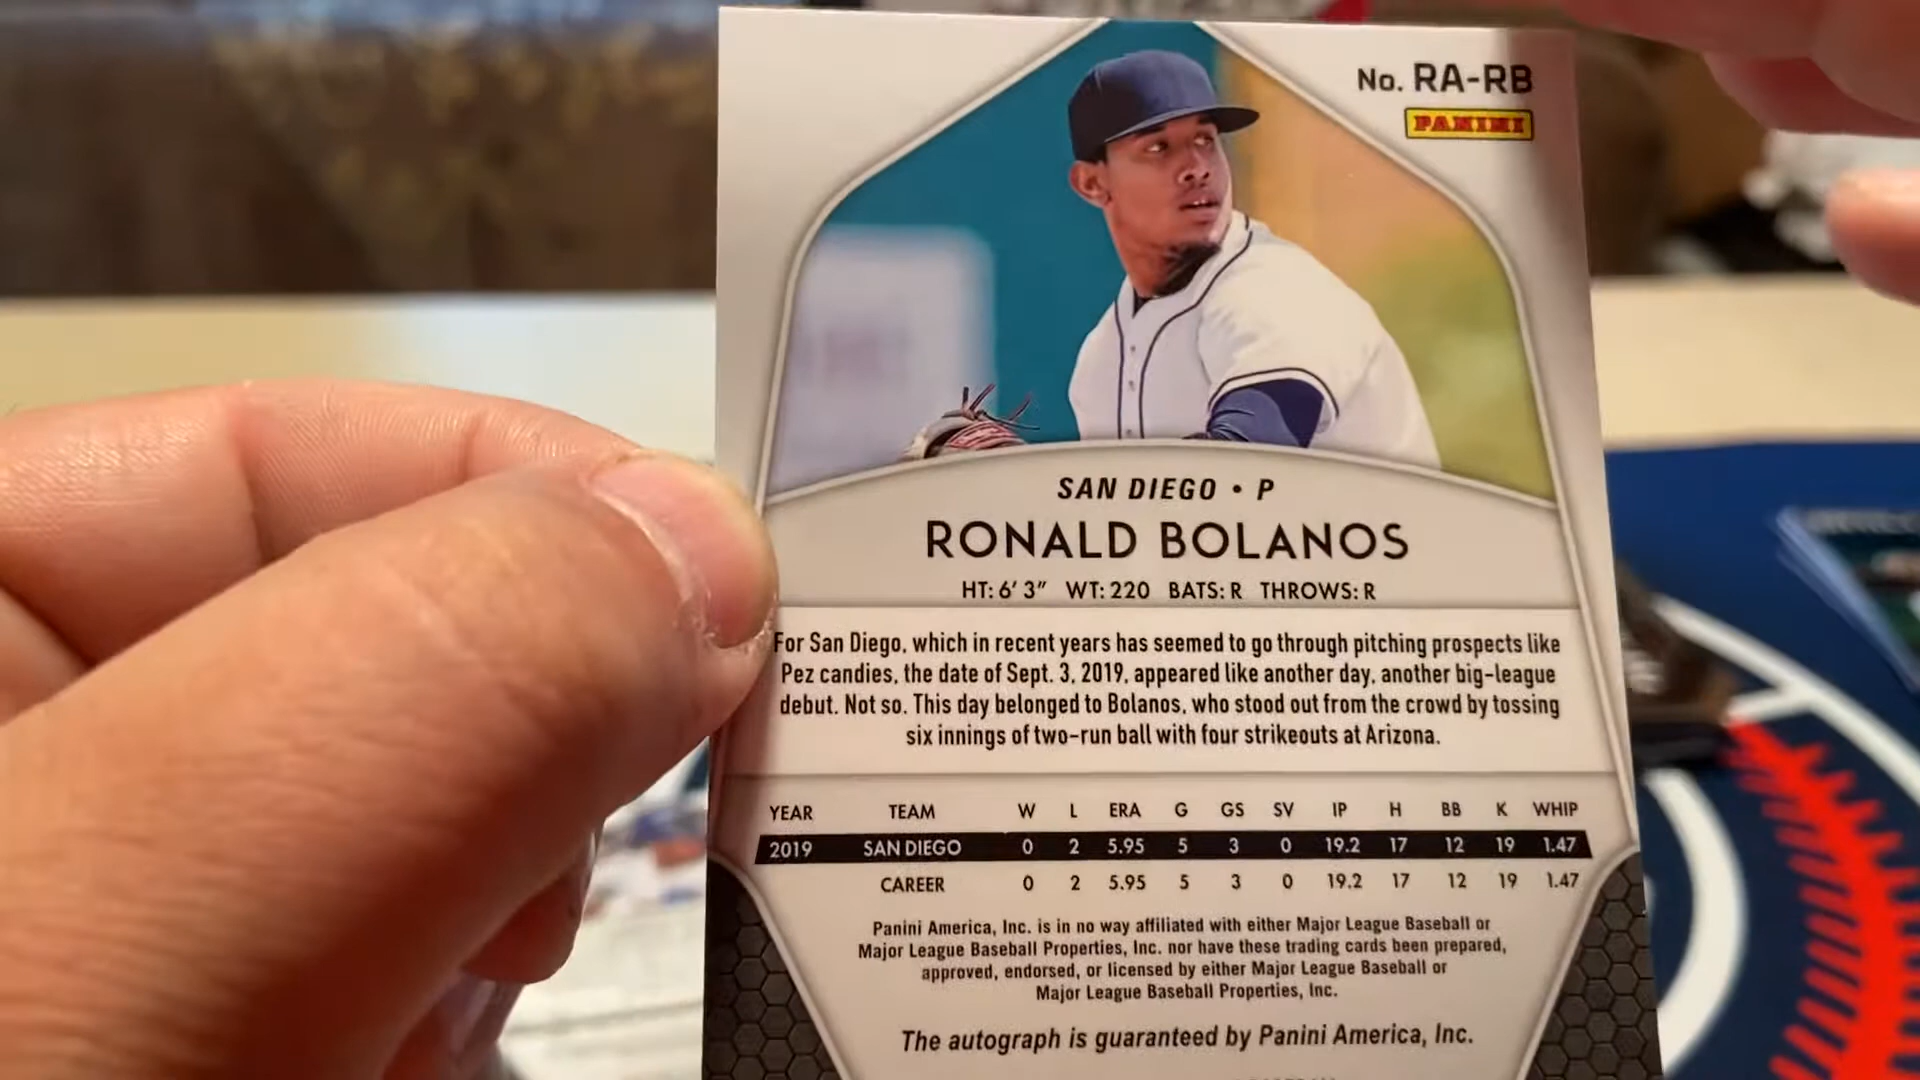 No. RA-RB
PANINI
SAN DIEGO • P
RONALD BOLANOS
HT: 6' 3" WT: 220 BATS: R THROWS: R
For San Diego, which in recent years has seemed to go through pitching prospects like
Pez candies, the date of Sept. 3, 2019, appeared like another day, another big-league
debut. Not so. This day belonged to Bolanos, who stood out from the crowd by tossing
six innings of two-run ball with four strikeouts at Arizona.
YEAR TEAM W L ERA G GS SV IP H BB K WHIP
2019 SAN DIEGO 0 2 5.95 5 3 0 19.2 17 12 19 1.47
CAREER 0 2 5.95 5 3 0 19.2 17 12 19 1.47
Panini America, Inc. is in no way affiliated with either Major League Baseball or
Major League Baseball Properties, Inc. nor have these trading cards been prepared,
approved, endorsed, or licensed by either Major League Baseball or
Major League Baseball Properties, Inc.
The autograph is guaranteed by Panini America, Inc.